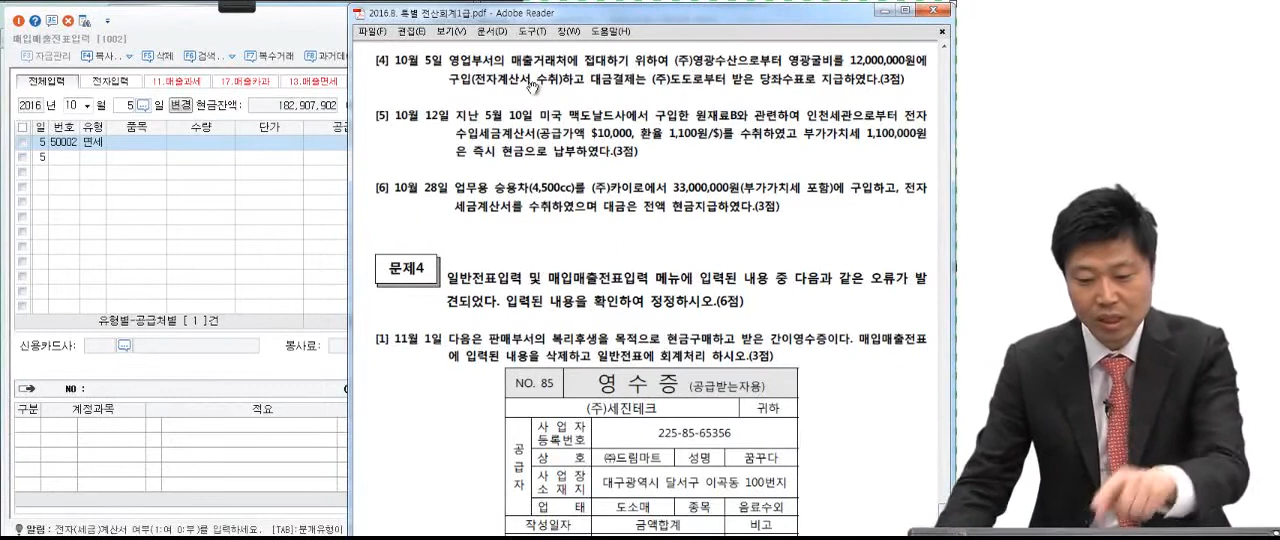 2016.8. 특별 전산회계1급.pdf - Adobe Reader
매입매출전표입력 [1002]
파일(F) 편집(E) 보기(V) 문서(D) 도구(T) 창(W) 도움말(H)
F3 자금관리 F4 복사.. F5 삭제 F6 검색.. F7 복수거래 F8 과거데
전체입력 전자입력 11.매출과세 17.매출카과 13.매출면세
2016 년 10 월 5 일 변경 현금잔액: 182,907,902
일 번호 유형 품목 수량 단가 공급
5 50002 면세
5
유형별-공급처별 [ 1 ]건
신용카드사: 봉사료:
NO :
구분 계정과목 적요
알림: 전자(세금)계산서 여부(1:여 0:부)를 입력하세요. [TAB]:분개유형이
[4] 10월 5일 영업부서의 매출거래처에 접대하기 위하여 (주)영광수산으로부터 영광굴비를 12,000,000원에
구입(전자계산서 수취)하고 대금결제는 (주)도도로부터 받은 당좌수표로 지급하였다.(3점)
[5] 10월 12일 지난 5월 10일 미국 맥도날드사에서 구입한 원재료B와 관련하여 인천세관으로부터 전자
수입세금계산서(공급가액 $10,000, 환율 1,100원/$)를 수취하였고 부가가치세 1,100,000원
은 즉시 현금으로 납부하였다.(3점)
[6] 10월 28일 업무용 승용차(4,500cc)를 (주)카이로에서 33,000,000원(부가가치세 포함)에 구입하고, 전자
세금계산서를 수취하였으며 대금은 전액 현금지급하였다.(3점)
문제4
일반전표입력 및 매입매출전표입력 메뉴에 입력된 내용 중 다음과 같은 오류가 발
견되었다. 입력된 내용을 확인하여 정정하시오.(6점)
[1] 11월 1일 다음은 판매부서의 복리후생을 목적으로 현금구매하고 받은 간이영수증이다. 매입매출전표
에 입력된 내용을 삭제하고 일반전표에 회계처리 하시오.(3점)
NO. 85 영 수 증 (공급받는자용)
(주)세진테크 귀하
공급자
사 업 자 등록번호 225-85-65356
상 호 ㈜드림마트 성명 꿈꾸다
사 업 장 소 재 지 대구광역시 달서구 이곡동 100번지
업 태 도소매 종목 음료수외
작성일자 금액합계 비고